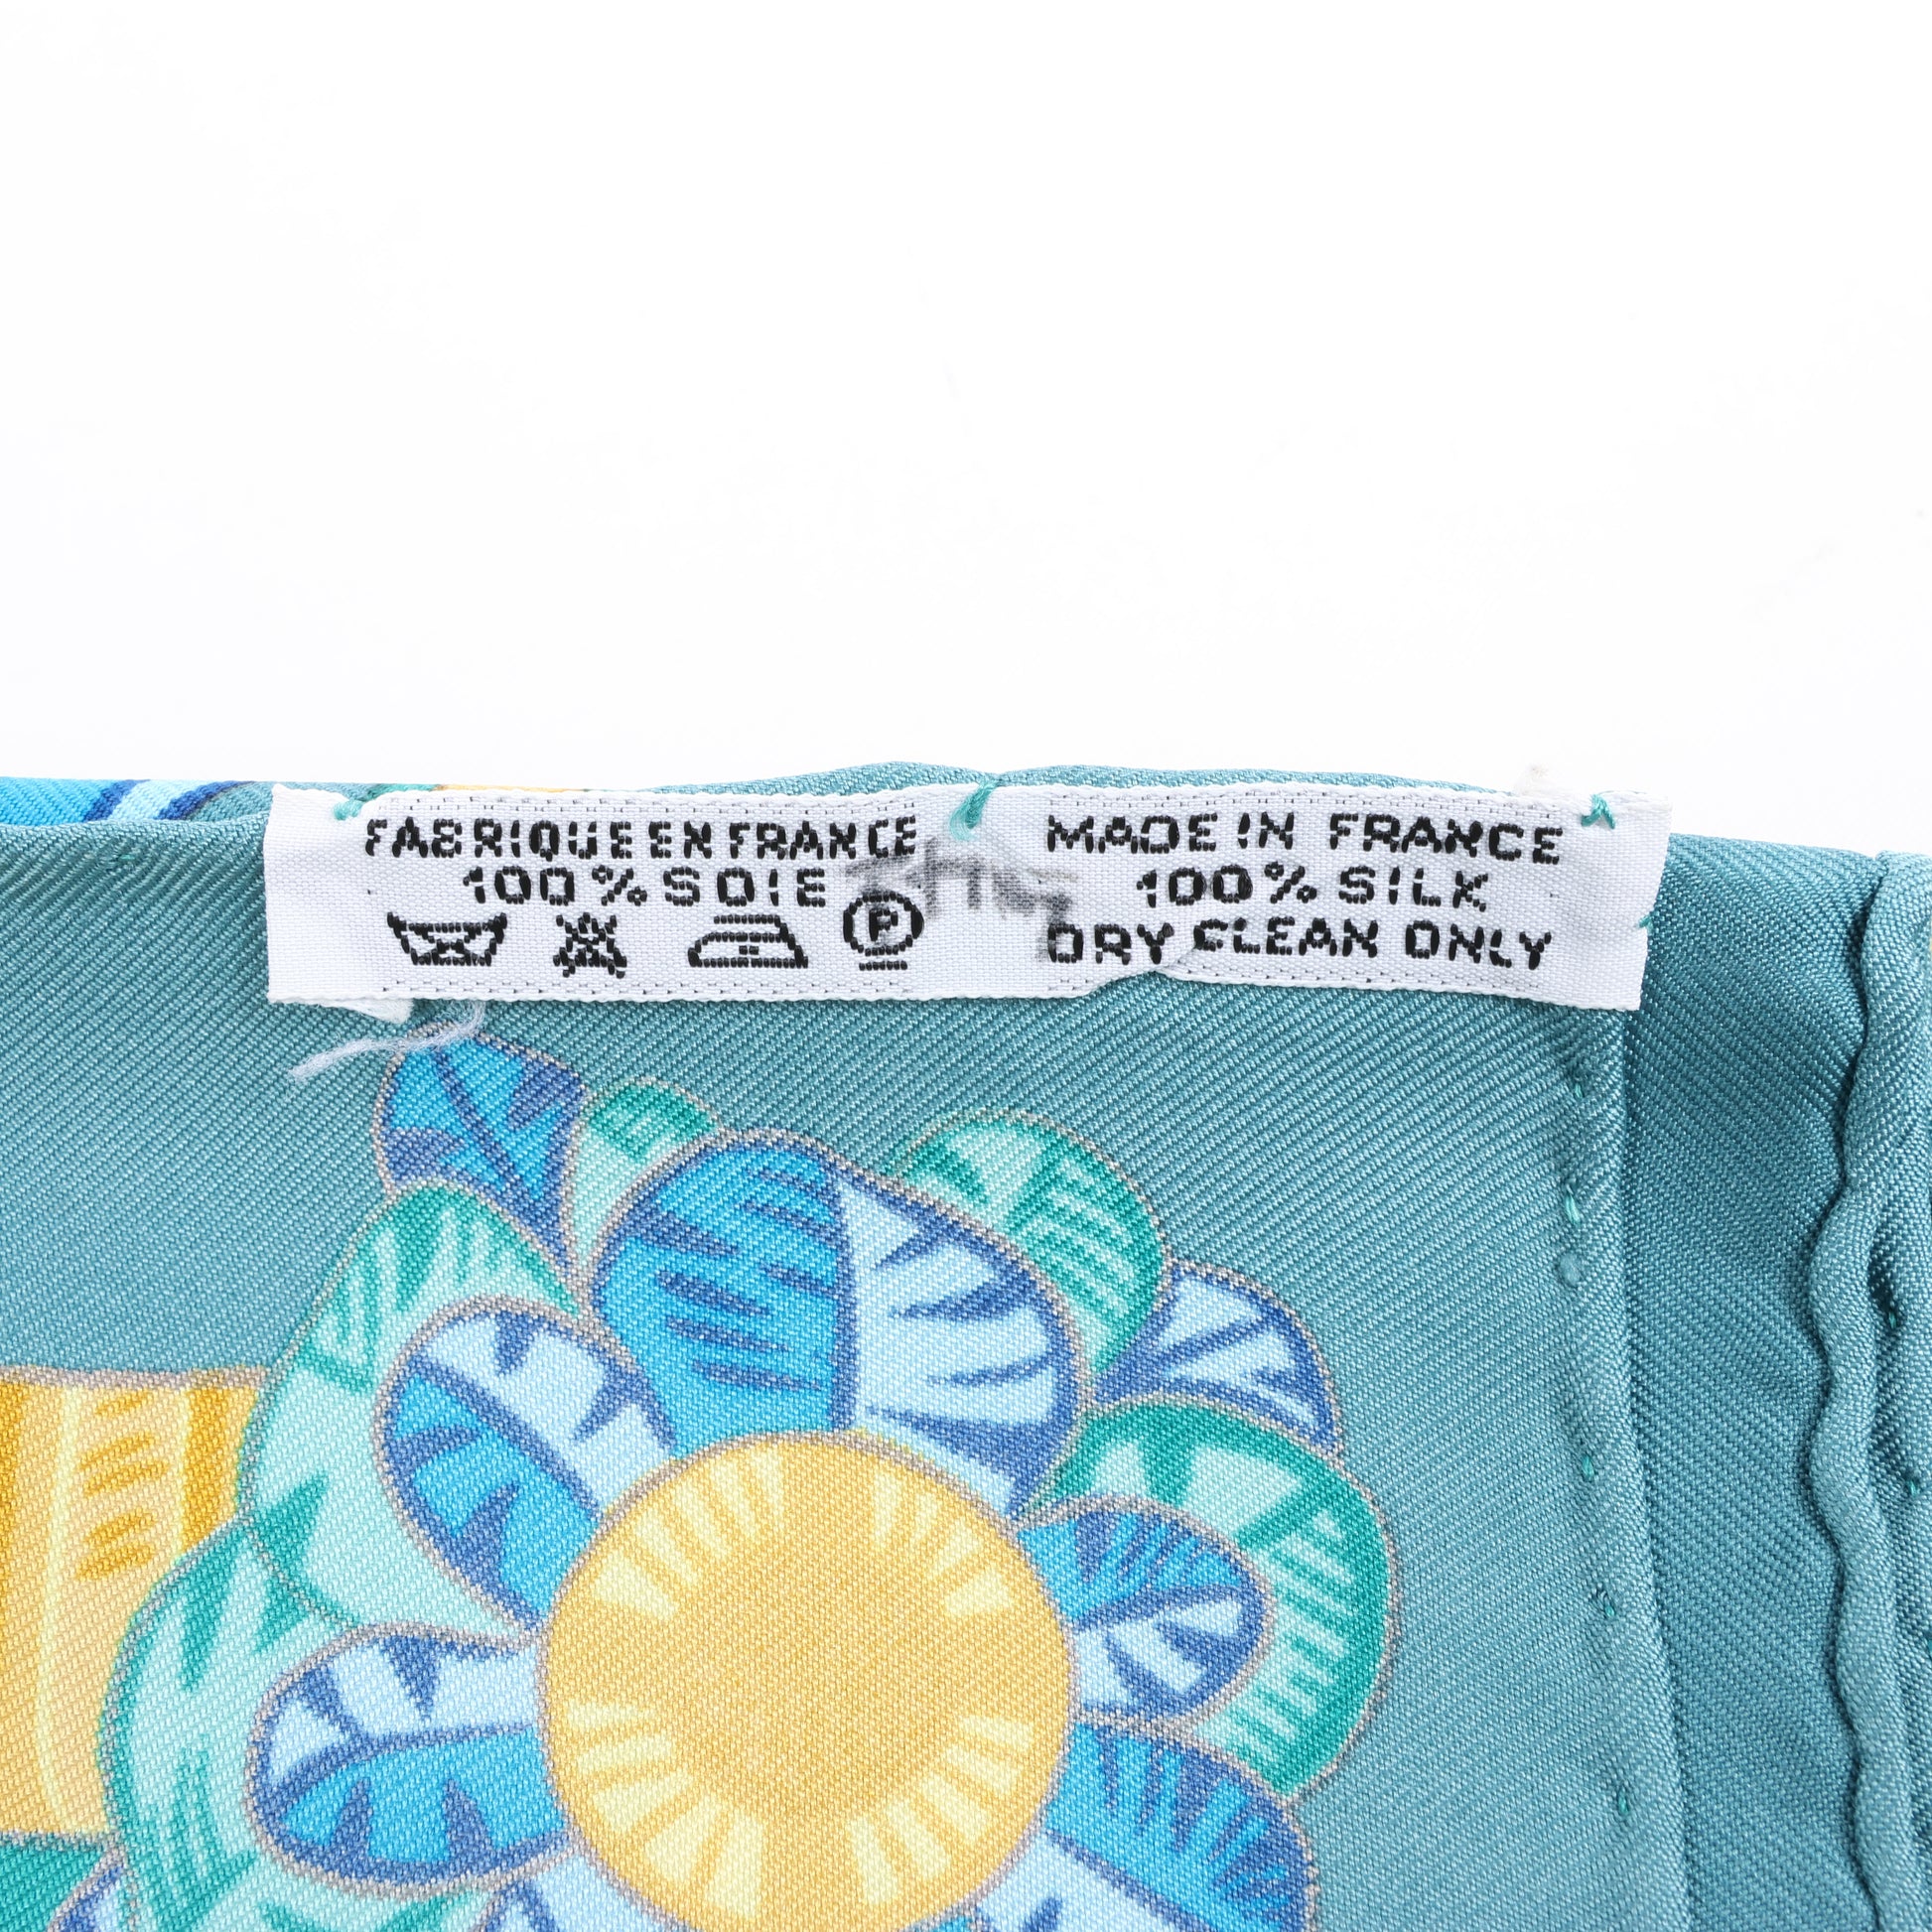 FABRIQUE EN FRANCE
100% SOIE
P
MADE IN FRANCE
100% SILK
DRY CLEAN ONLY